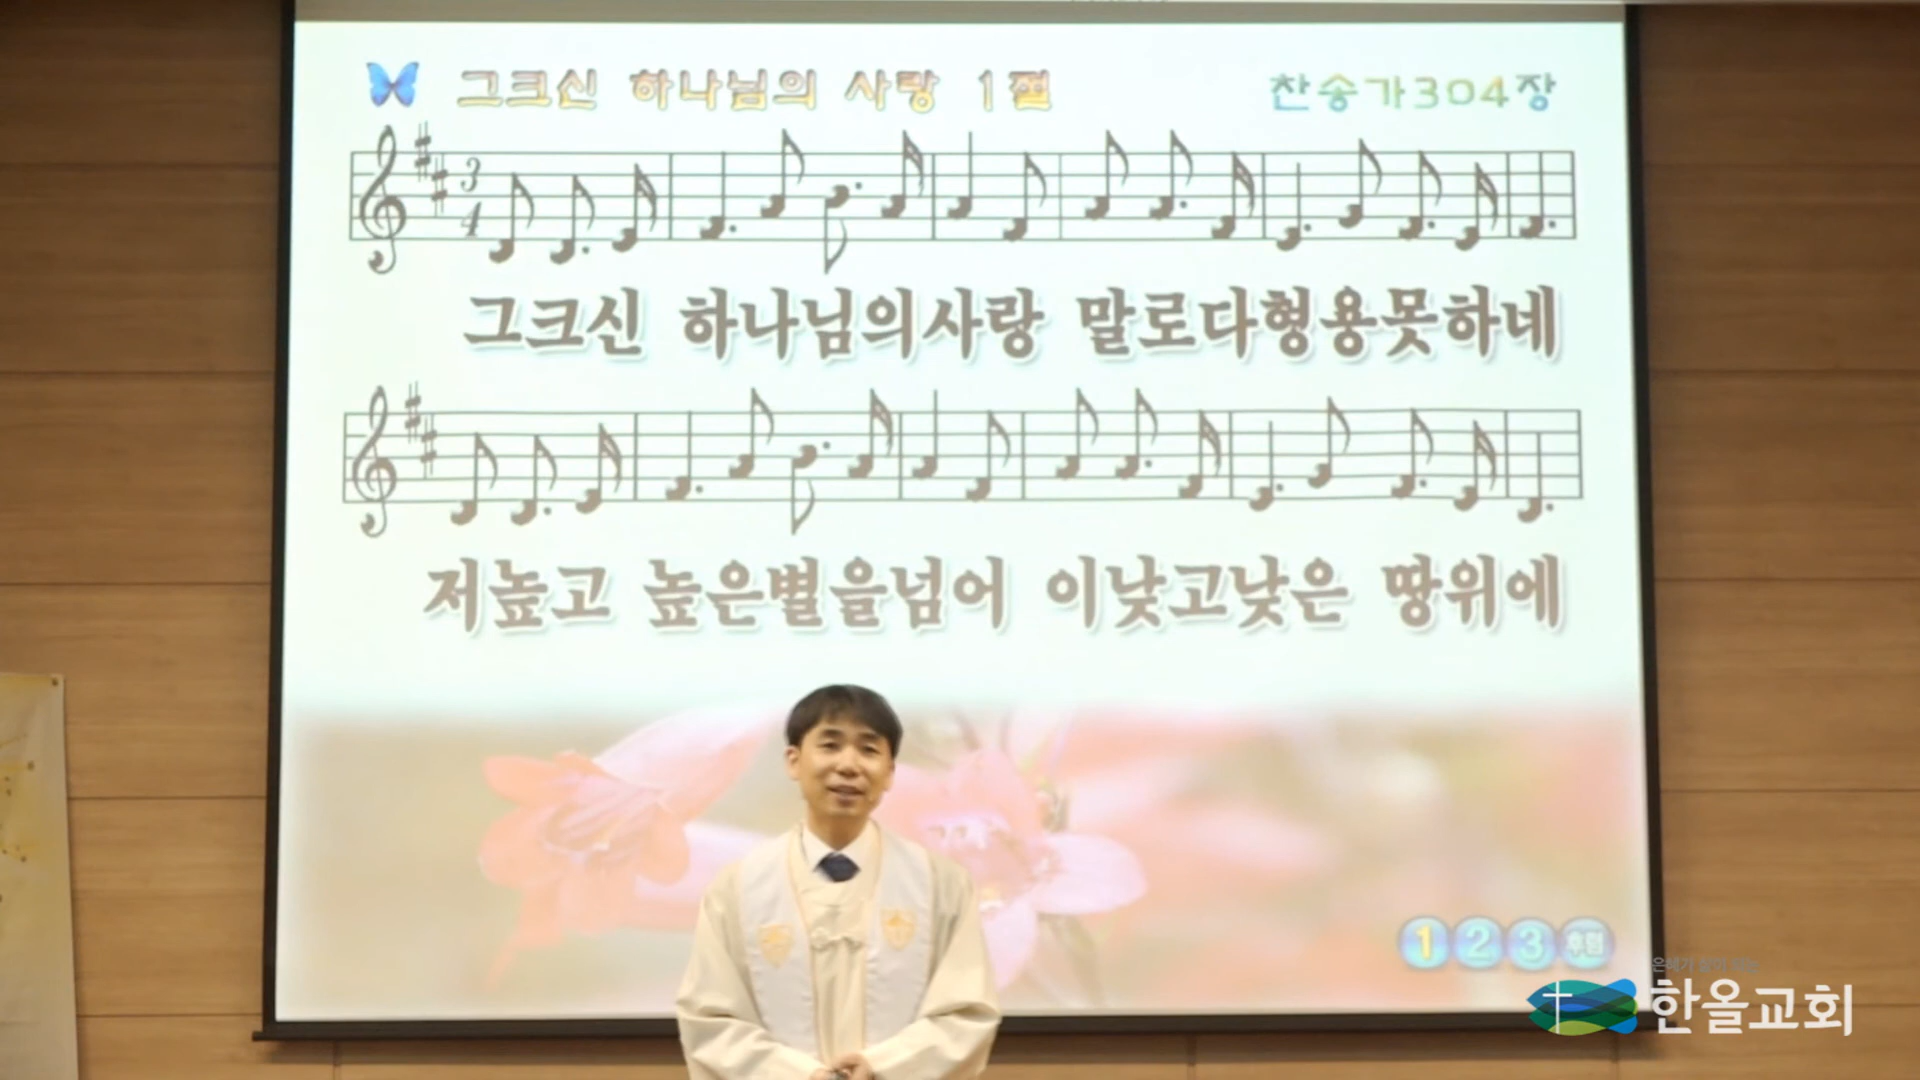 그크신 하나님의 사랑 1절
찬송가304장
3
4
그크신 하나님의사랑 말로다형용못하네
저높고 높은별을넘어 이낮고낮은 땅위에
1 2 3 후렴
한올교회